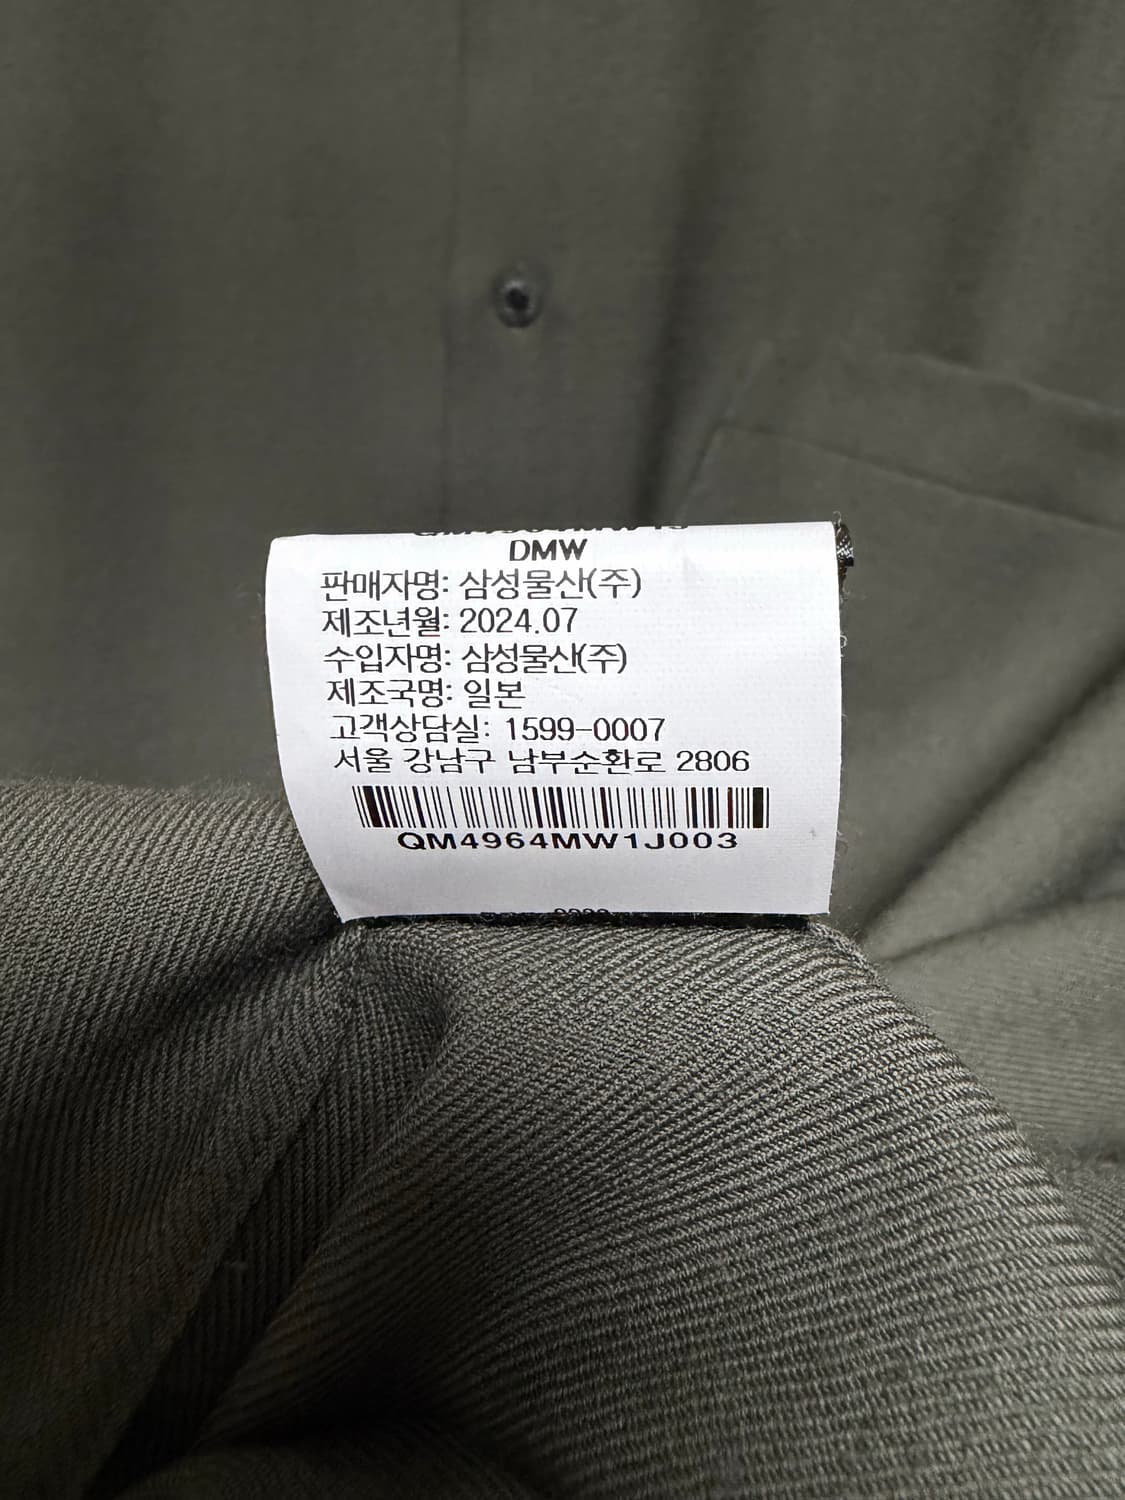 DMW
판매자명: 삼성물산(주)
제조년월: 2024.07
수입자명: 삼성물산(주)
제조국명: 일본
고객상담실: 1599-0007
서울 강남구 남부순환로 2806
QM4964MW1J003